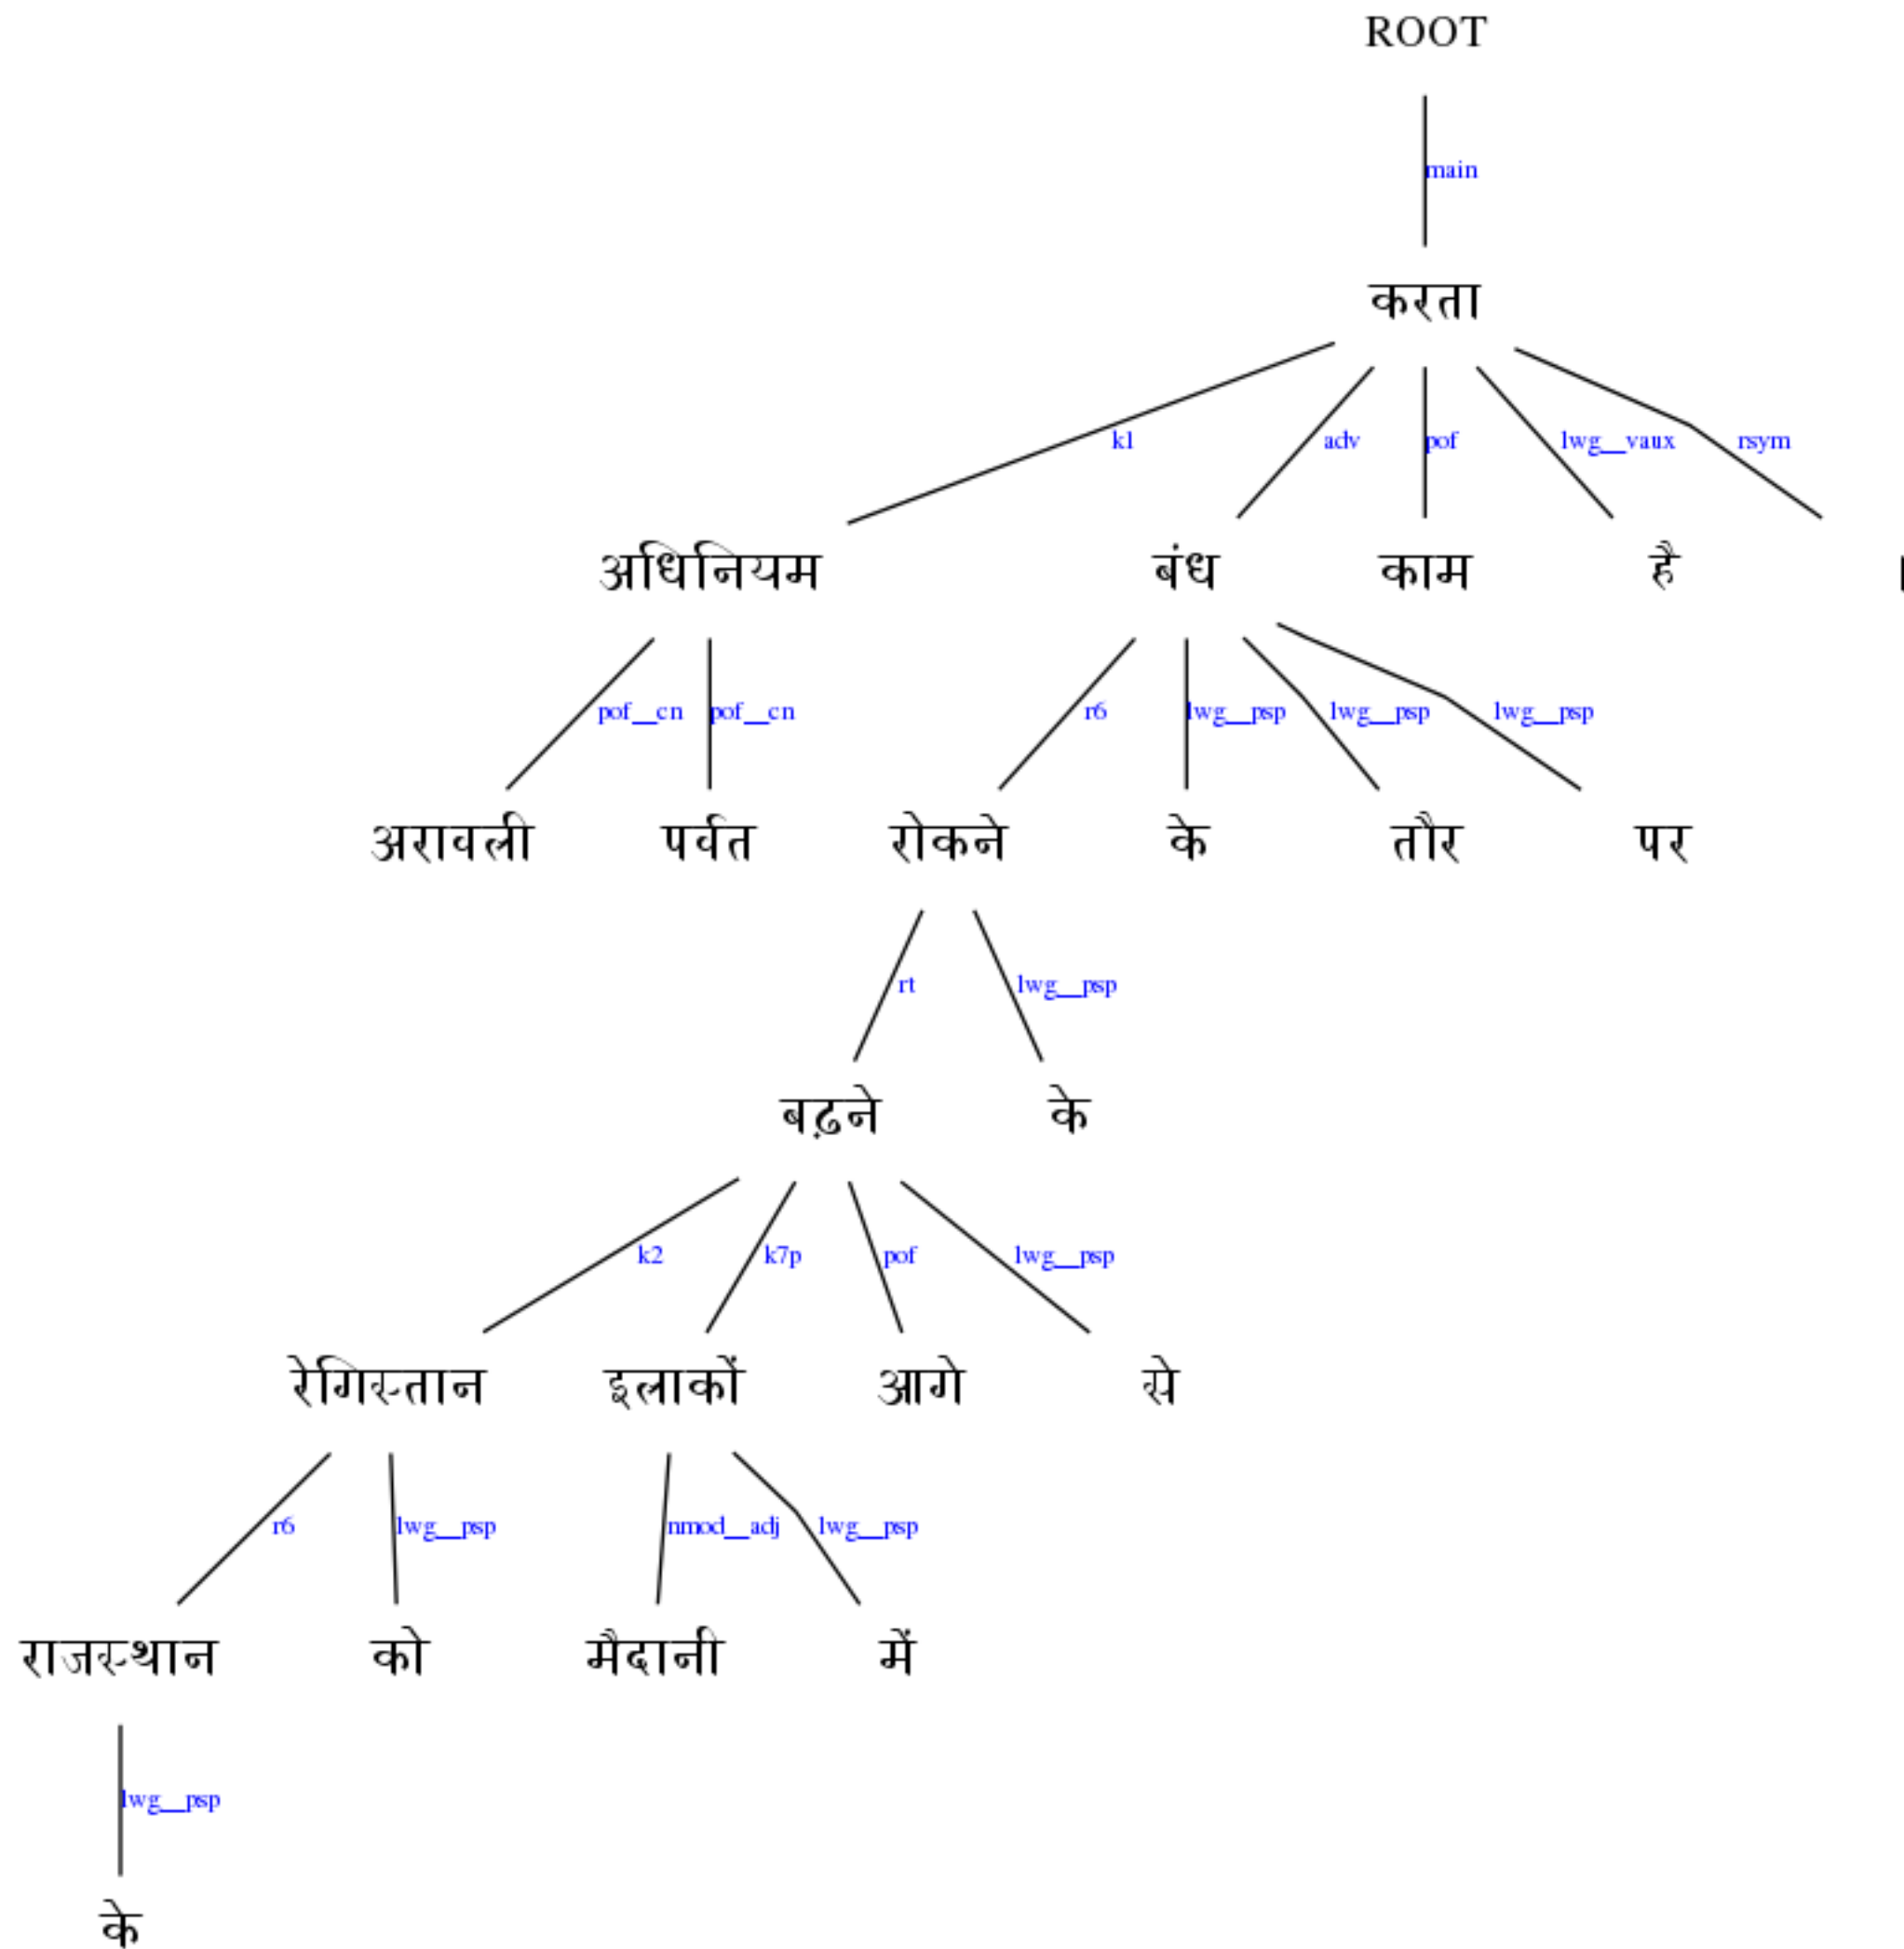 ROOT
main
करता
k1 adv pof lwg__vaux rsym
अधिनियम बंध काम है ।
pof__cn pof__cn r6 lwg__psp lwg__psp lwg__psp
अरावली पर्वत रोकने के तौर पर
rt lwg__psp
बढ़ने के
k2 k7p pof lwg__psp
रेगिस्तान इलाकों आगे से
r6 lwg__psp nmod__adj lwg__psp
राजस्थान को मैदानी में
lwg__psp
के